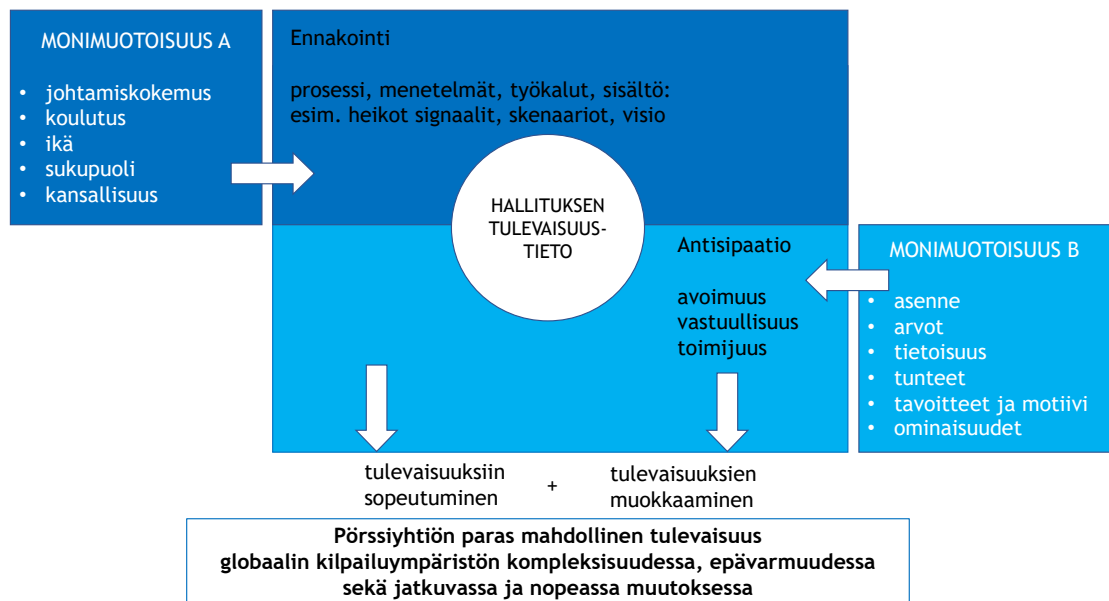 MONIMUOTOISUUS A
• johtamiskokemus
• koulutus
• ikä
• sukupuoli
• kansallisuus
Ennakointi
prosessi, menetelmät, työkalut, sisältö:
esim. heikot signaalit, skenaariot, visio
HALLITUKSEN
TULEVAISUUS-
TIETO
Antisipaatio
avoimuus
vastuullisuus
toimijuus
MONIMUOTOISUUS B
• asenne
• arvot
• tietoisuus
• tunteet
• tavoitteet ja motiivi
• ominaisuudet
tulevaisuuksiin
sopeutuminen
+
tulevaisuuksien
muokkaaminen
Pörssiyhtiön paras mahdollinen tulevaisuus
globaalin kilpailuympäristön kompleksisuudessa, epävarmuudessa
sekä jatkuvassa ja nopeassa muutoksessa